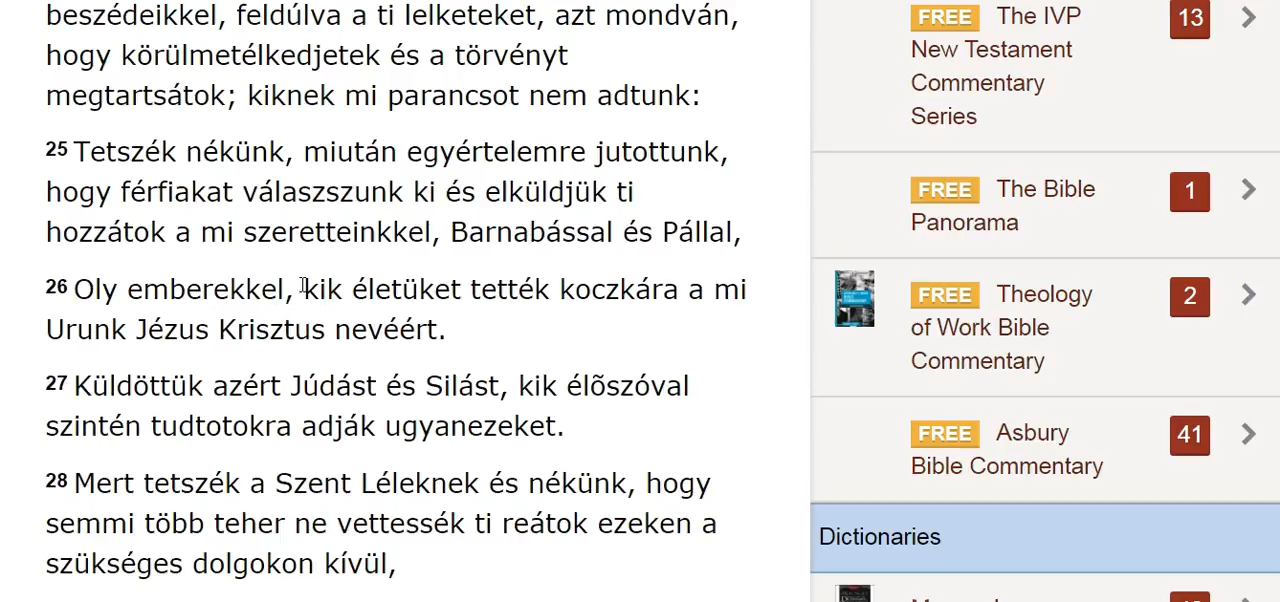 beszédeikkel, feldúlva a ti lelketeket, azt mondván,
hogy körülmetélkedjetek és a törvényt
megtartsátok; kiknek mi parancsot nem adtunk:
25 Tetszék nékünk, miután egyértelemre jutottunk,
hogy férfiakat válaszszunk ki és elküldjük ti
hozzátok a mi szeretteinkkel, Barnabással és Pállal,
26 Oly emberekkel, kik életüket tették koczkára a mi
Urunk Jézus Krisztus nevéért.
27 Küldöttük azért Júdást és Silást, kik élõszóval
szintén tudtotokra adják ugyanezeket.
28 Mert tetszék a Szent Léleknek és nékünk, hogy
semmi több teher ne vettessék ti reátok ezeken a
szükséges dolgokon kívül,
FREE The IVP 13
New Testament
Commentary
Series
FREE The Bible 1
Panorama
FREE Theology 2
of Work Bible
Commentary
FREE Asbury 41
Bible Commentary
Dictionaries